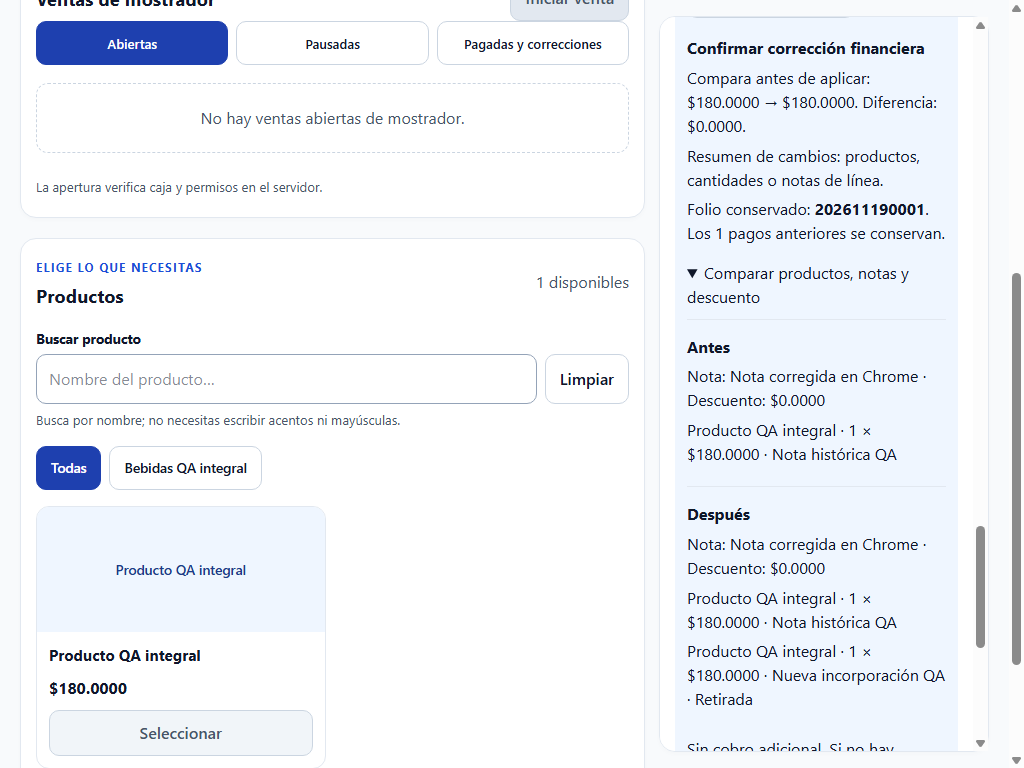 Ventas de mostrador
Iniciar venta
Abiertas
Pausadas
Pagadas y correcciones
No hay ventas abiertas de mostrador.
La apertura verifica caja y permisos en el servidor.
ELIGE LO QUE NECESITAS
Productos
1 disponibles
Buscar producto
Nombre del producto...
Limpiar
Busca por nombre; no necesitas escribir acentos ni mayúsculas.
Todas
Bebidas QA integral
Producto QA integral
Producto QA integral
$180.0000
Seleccionar
Confirmar corrección financiera
Compara antes de aplicar:
$180.0000 → $180.0000. Diferencia:
$0.0000.
Resumen de cambios: productos,
cantidades o notas de línea.
Folio conservado: 202611190001.
Los 1 pagos anteriores se conservan.
▼ Comparar productos, notas y
descuento
Antes
Nota: Nota corregida en Chrome ·
Descuento: $0.0000
Producto QA integral · 1 ×
$180.0000 · Nota histórica QA
Después
Nota: Nota corregida en Chrome ·
Descuento: $0.0000
Producto QA integral · 1 ×
$180.0000 · Nota histórica QA
Producto QA integral · 1 ×
$180.0000 · Nueva incorporación QA
· Retirada
Sin cobro adicional. Si no hay